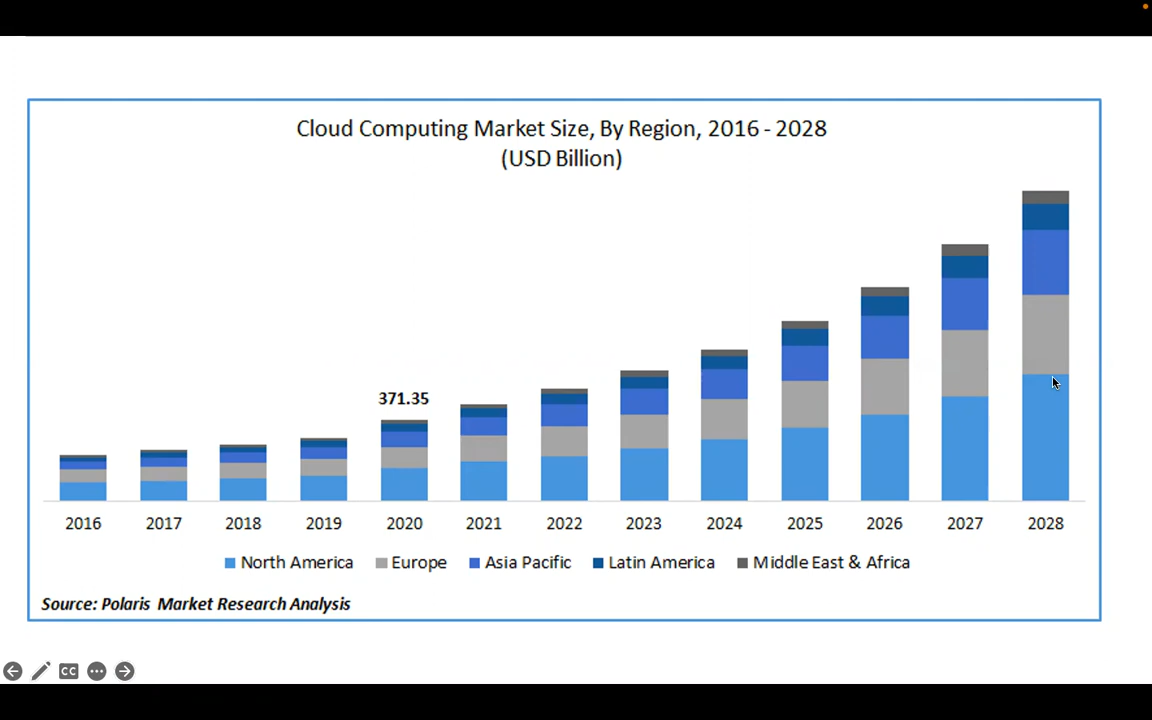 Cloud Computing Market Size, By Region, 2016 - 2028
(USD Billion)
371.35
2016 2017 2018 2019 2020 2021 2022 2023 2024 2025 2026 2027 2028
North America Europe Asia Pacific Latin America Middle East & Africa
Source: Polaris Market Research Analysis
CC